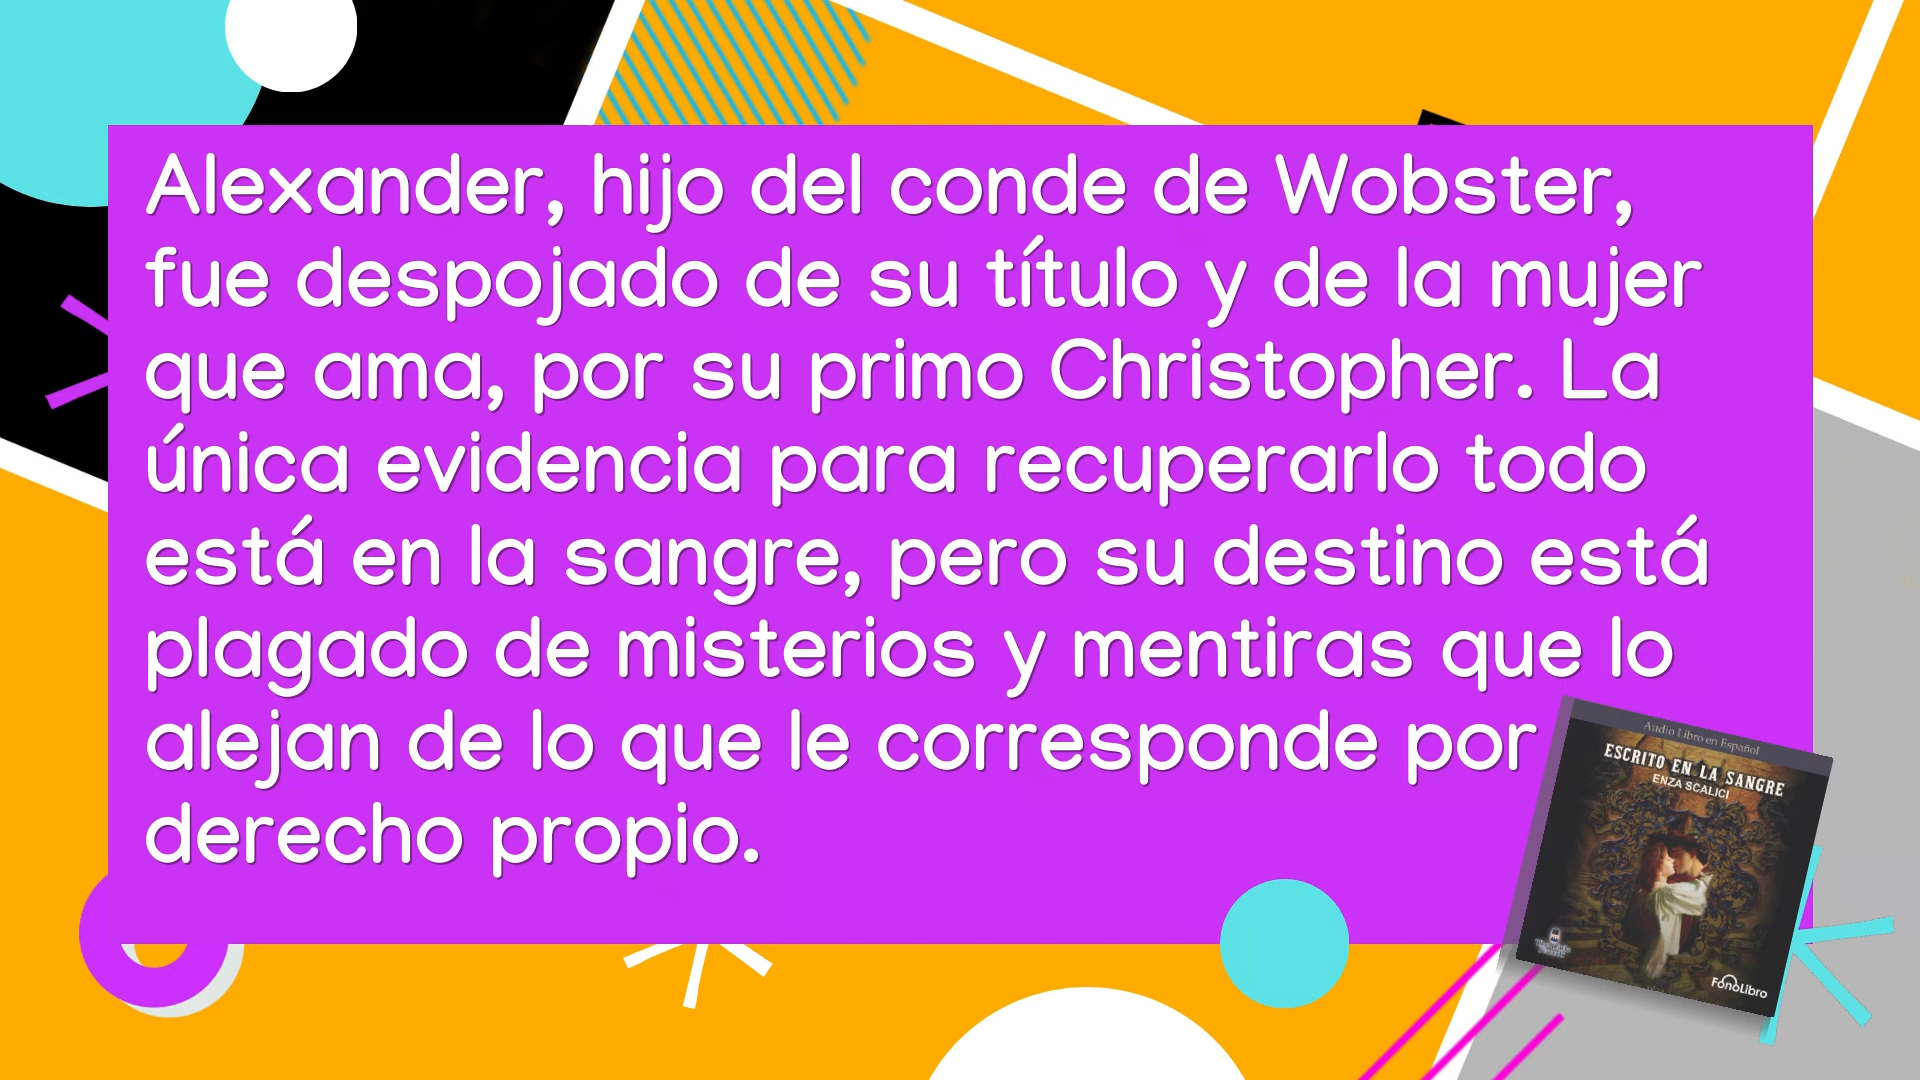 Alexander, hijo del conde de Wobster,
fue despojado de su título y de la mujer
que ama, por su primo Christopher. La
única evidencia para recuperarlo todo
está en la sangre, pero su destino está
plagado de misterios y mentiras que lo
alejan de lo que le corresponde por
derecho propio.
Audio Libro en Español
ESCRITO EN LA SANGRE
ENZA SCALICI
FonoLibro